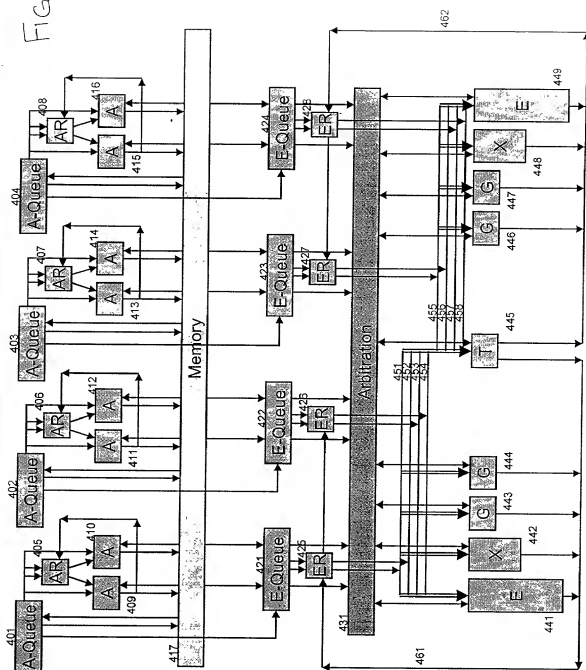 FIG
401
A-Queue
405
AR
A
A
409
410
402
A-Queue
406
AR
A
A
411
412
403
A-Queue
407
AR
A
A
413
414
404
A-Queue
408
AR
A
A
415
416
417
Memory
421
E-Queue
ER
425
422
E-Queue
ER
426
423
E-Queue
ER
427
424
E-Queue
ER
428
461
462
431
Arbitration
451
452
453
454
455
456
457
458
E
441
X
442
G
443
G
444
T
445
G
446
G
447
X
448
E
449